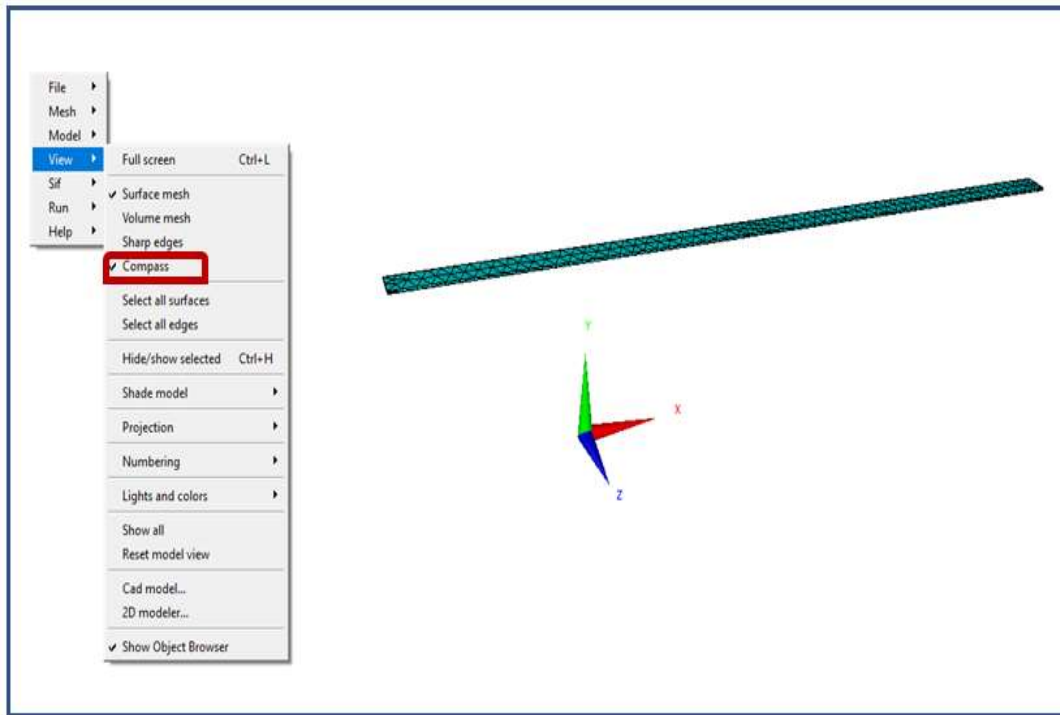 File
Mesh
Model
View
Sif
Run
Help
Full screen Ctrl+L
Surface mesh
Volume mesh
Sharp edges
Compass
Select all surfaces
Select all edges
Hide/show selected Ctrl+H
Shade model
Projection
Numbering
Lights and colors
Show all
Reset model view
Cad model...
2D modeler...
Show Object Browser
Y
X
Z